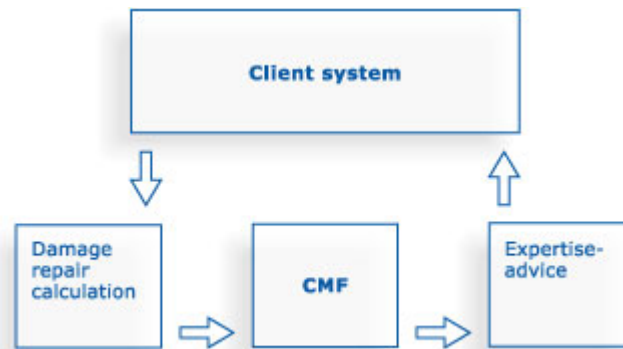 Client system
Damage
repair
calculation
CMF
Expertise-
advice